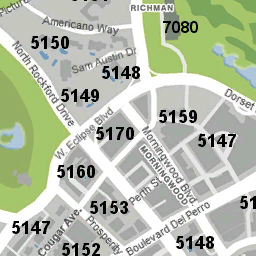 Picture
RICHMAN
Americano Way
7080
5150
Sam Austin Dr
5148
North Rockford Drive
5149
Dorset
W. Eclipse Blvd
5159
5170
5147
Morningwood Blvd.
MORNINGWOOD
5160
Perth St
5153
5147
Cougar Ave.
Prosperity
Boulevard Del Perro
5152
5148